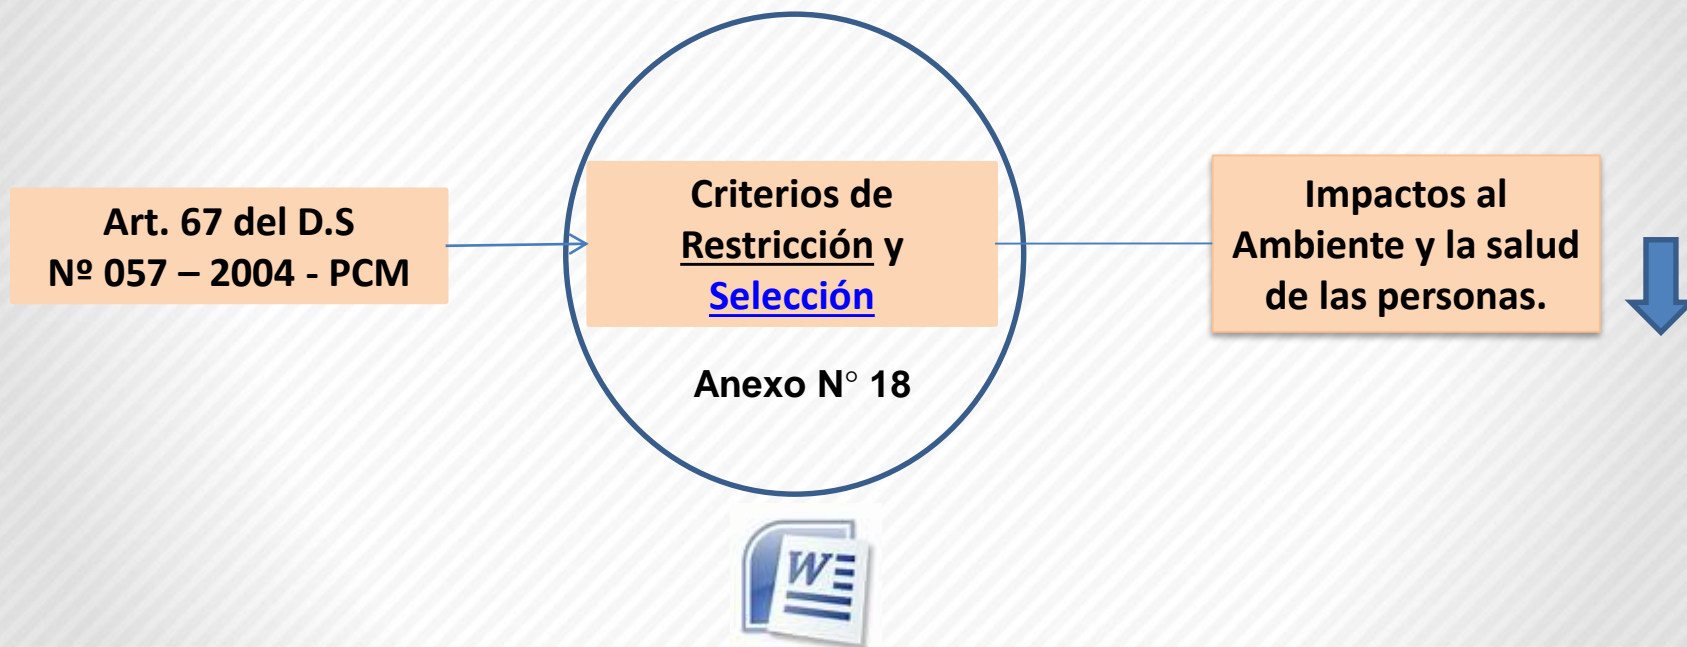 Art. 67 del D.S
Nº 057 – 2004 - PCM
Criterios de
Restricción y
Selección
Anexo N° 18
Impactos al
Ambiente y la salud
de las personas.
W